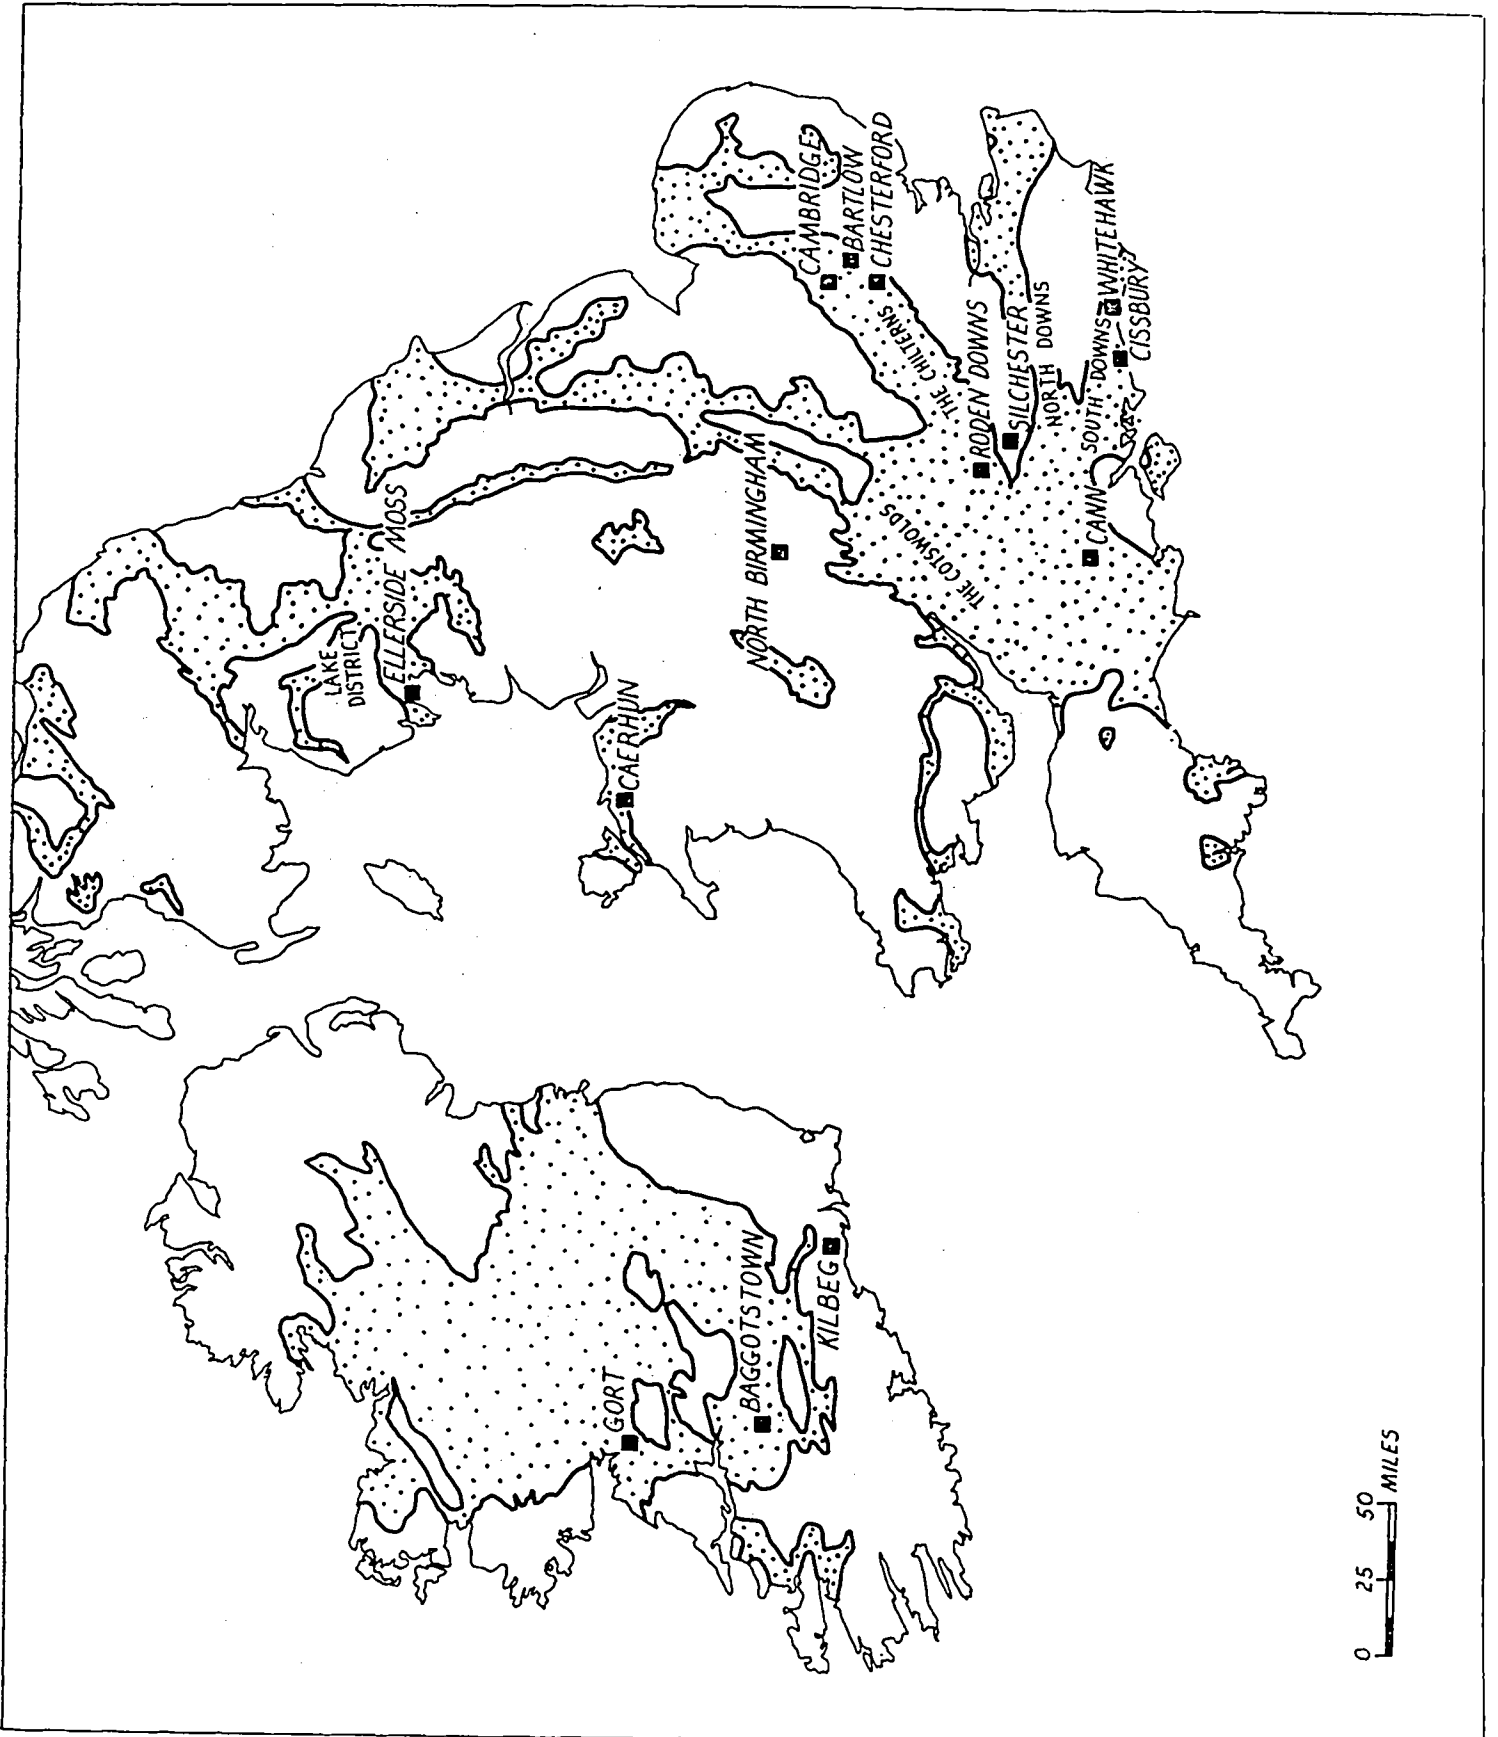 LAKE
DISTRICT
ELLERSIDE MOSS
CAERHUN
NORTH BIRMINGHAM
CAMBRIDGE
BARTLOW
CHESTERFORD
THE CHILTERNS
THE COTSWOLDS
RODEN DOWNS
SILCHESTER
NORTH DOWNS
SOUTH DOWNS
WHITEHAWK
CISSBURY
CANN
GORT
BAGGOTSTOWN
KILBEG
0 25 50
MILES